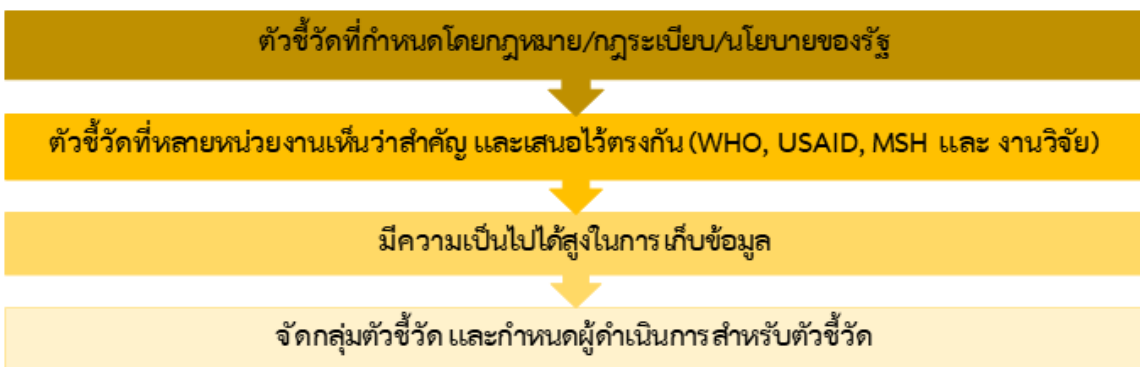 ตัวชี้วัดที่กำหนดโดยกฎหมาย/กฎระเบียบ/นโยบายของรัฐ
ตัวชี้วัดที่หลายหน่วยงานเห็นว่าสำคัญ และเสนอไว้ตรงกัน (WHO, USAID, MSH และ งานวิจัย)
มีความเป็นไปได้สูงในการเก็บข้อมูล
จัดกลุ่มตัวชี้วัด และกำหนดผู้ดำเนินการสำหรับตัวชี้วัด